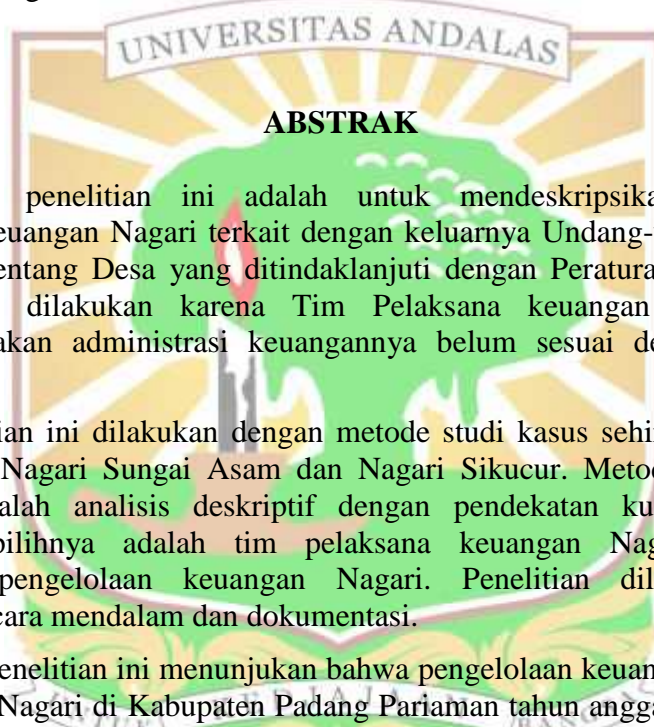 UNIVERSITAS ANDALAS
ABSTRAK
penelitian ini adalah untuk mendeskripsika
euangan Nagari terkait dengan keluarnya Undang-
entang Desa yang ditindaklanjuti dengan Peratura
dilakukan karena Tim Pelaksana keuangan
akan administrasi keuangannya belum sesuai de
ian ini dilakukan dengan metode studi kasus sehi
Nagari Sungai Asam dan Nagari Sikucur. Metod
alah analisis deskriptif dengan pendekatan ku
pilihnya adalah tim pelaksana keuangan Nag
pengelolaan keuangan Nagari. Penelitian dil
cara mendalam dan dokumentasi.
enelitian ini menunjukan bahwa pengelolaan keuan
Nagari di Kabupaten Padang Pariaman tahun angga